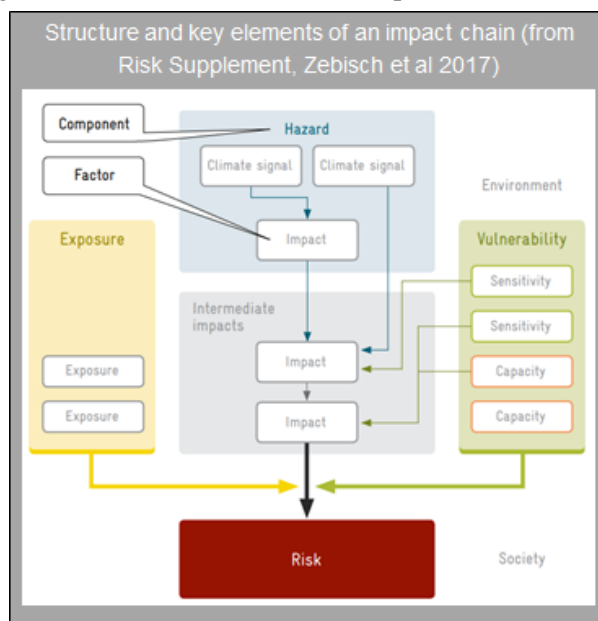 Structure and key elements of an impact chain (from
Risk Supplement, Zebisch et al 2017)
Component
Hazard
Climate signal
Climate signal
Factor
Environment
Impact
Exposure
Vulnerability
Sensitivity
Intermediate
impacts
Sensitivity
Impact
Exposure
Capacity
Exposure
Impact
Capacity
Risk
Society